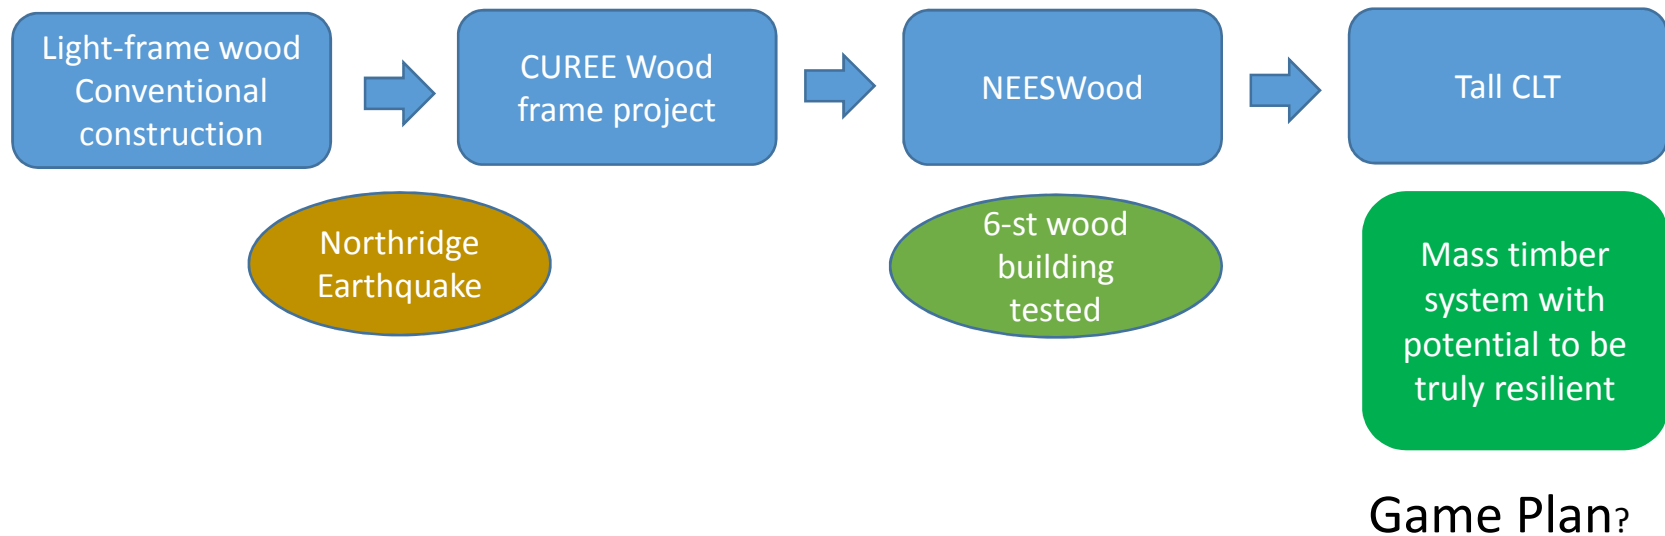 Light-frame wood
Conventional
construction
CUREE Wood
frame project
NEESWood
Tall CLT
Northridge
Earthquake
6-st wood
building
tested
Mass timber
system with
potential to be
truly resilient
Game Plan?